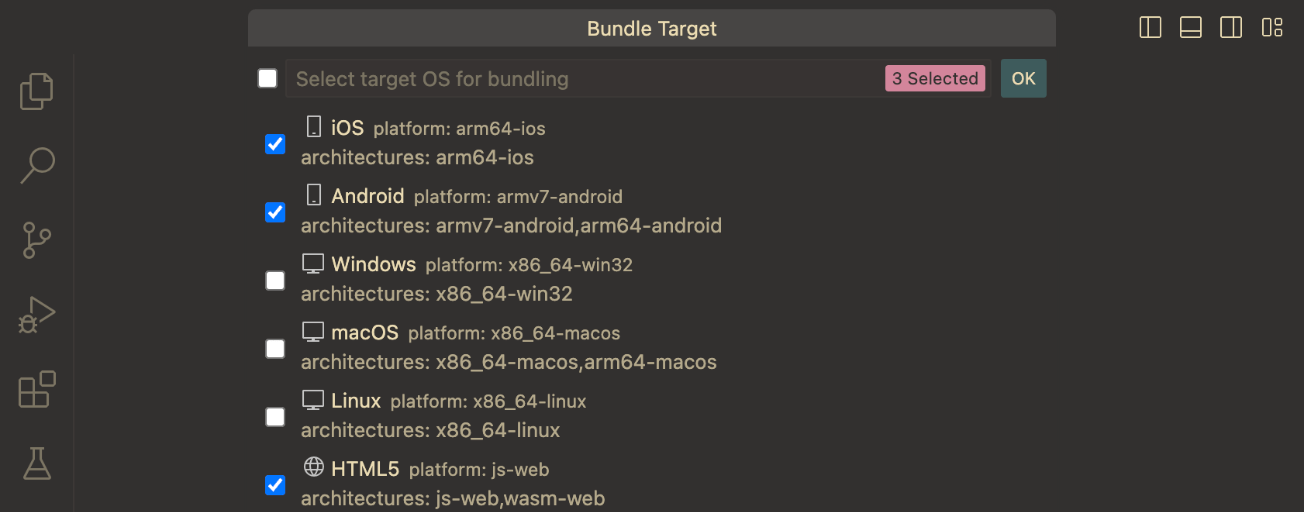 Bundle Target
Select target OS for bundling 3 Selected OK
iOS platform: arm64-ios
architectures: arm64-ios
Android platform: armv7-android
architectures: armv7-android,arm64-android
Windows platform: x86_64-win32
architectures: x86_64-win32
macOS platform: x86_64-macos
architectures: x86_64-macos,arm64-macos
Linux platform: x86_64-linux
architectures: x86_64-linux
HTML5 platform: js-web
architectures: js-web,wasm-web